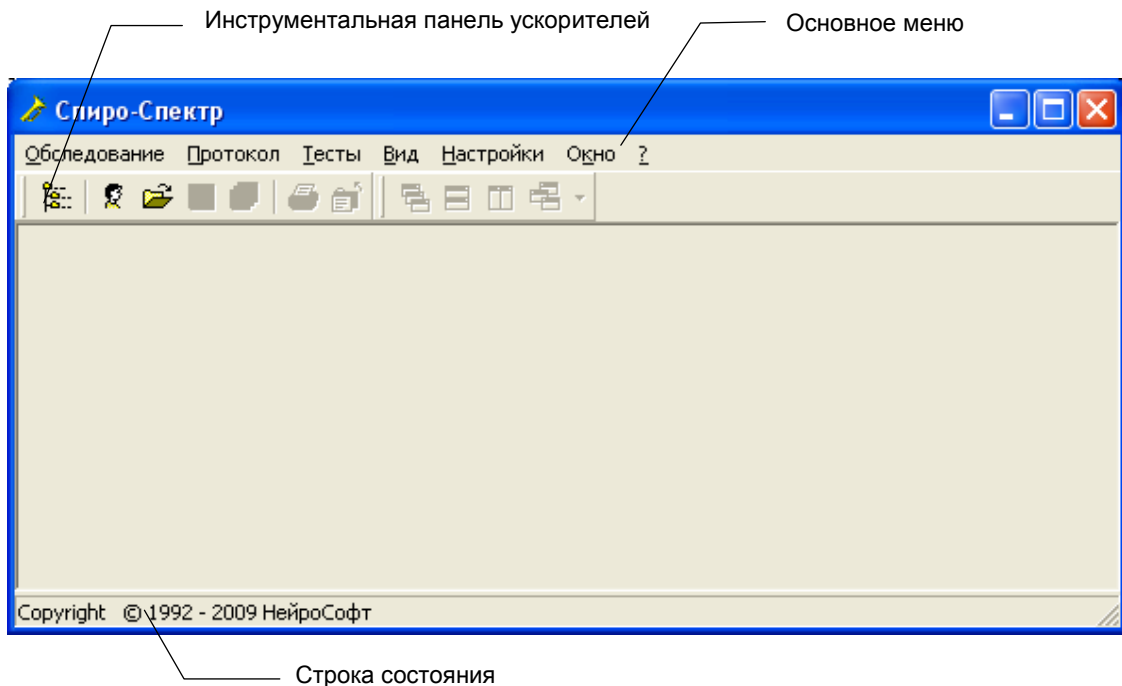 Инструментальная панель ускорителей
Основное меню
Спиро-Спектр
Обследование Протокол Тесты Вид Настройки Окно ?
Copyright © 1992 - 2009 НейроСофт
Строка состояния